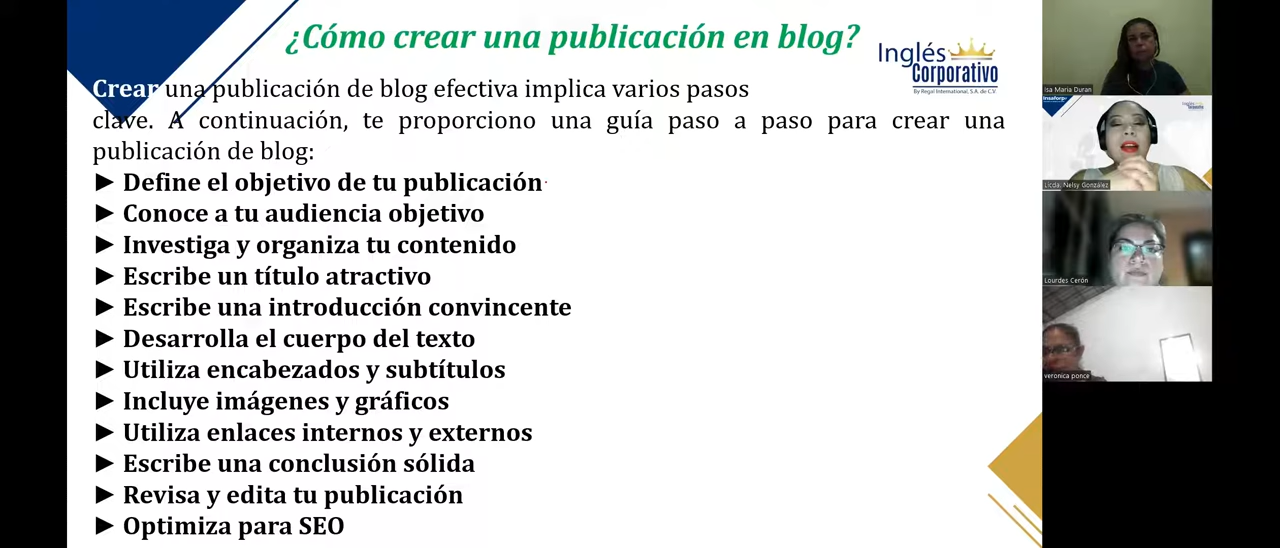 ¿Cómo crear una publicación en blog?
Inglés
Corporativo
By Regal International, S.A. de C.V
Crear una publicación de blog efectiva implica varios pasos
clave. A continuación, te proporciono una guía paso a paso para crear una
publicación de blog:
► Define el objetivo de tu publicación
► Conoce a tu audiencia objetivo
► Investiga y organiza tu contenido
► Escribe un título atractivo
► Escribe una introducción convincente
► Desarrolla el cuerpo del texto
► Utiliza encabezados y subtítulos
► Incluye imágenes y gráficos
► Utiliza enlaces internos y externos
► Escribe una conclusión sólida
► Revisa y edita tu publicación
► Optimiza para SEO
Isa Maria Duran
Insaforp
Licda. Nelsy González
Lourdes Cerón
veronica ponce